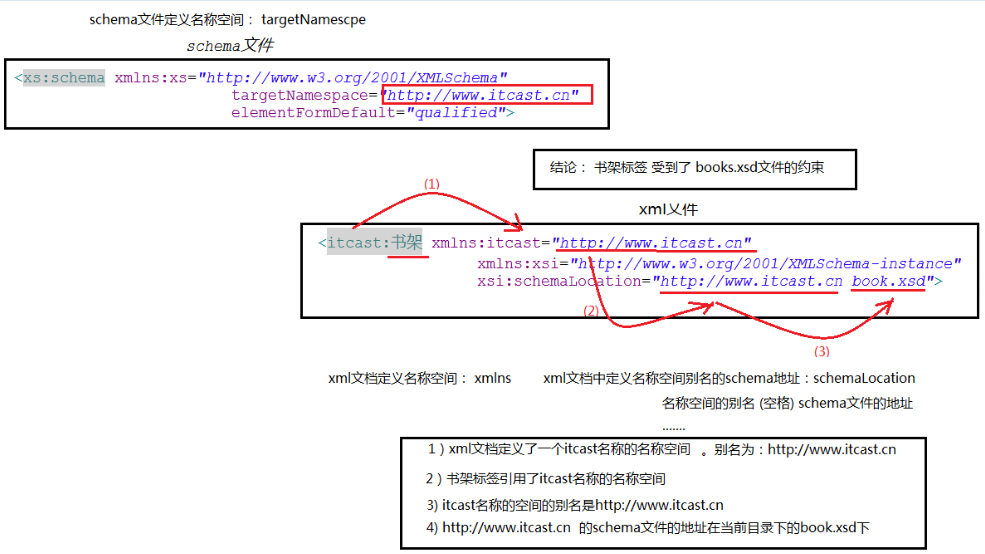 schema文件定义名称空间： targetNamescpe
schema文件
<xs:schema xmlns:xs="http://www.w3.org/2001/XMLSchema"
targetNamespace="http://www.itcast.cn"
elementFormDefault="qualified">
结论： 书架标签 受到了 books.xsd文件的约束
(1)
xml文件
<itcast:书架 xmlns:itcast="http://www.itcast.cn"
xmlns:xsi="http://www.w3.org/2001/XMLSchema-instance"
xsi:schemaLocation="http://www.itcast.cn book.xsd">
(2)
(3)
xml文档定义名称空间： xmlns
xml文档中定义名称空间别名的schema地址：schemaLocation
名称空间的别名 (空格) schema文件的地址
.......
1）xml文档定义了一个itcast名称的名称空间 。别名为：http://www.itcast.cn
2）书架标签引用了itcast名称的名称空间
3) itcast名称的空间的别名是http://www.itcast.cn
4) http://www.itcast.cn 的schema文件的地址在当前目录下的book.xsd下